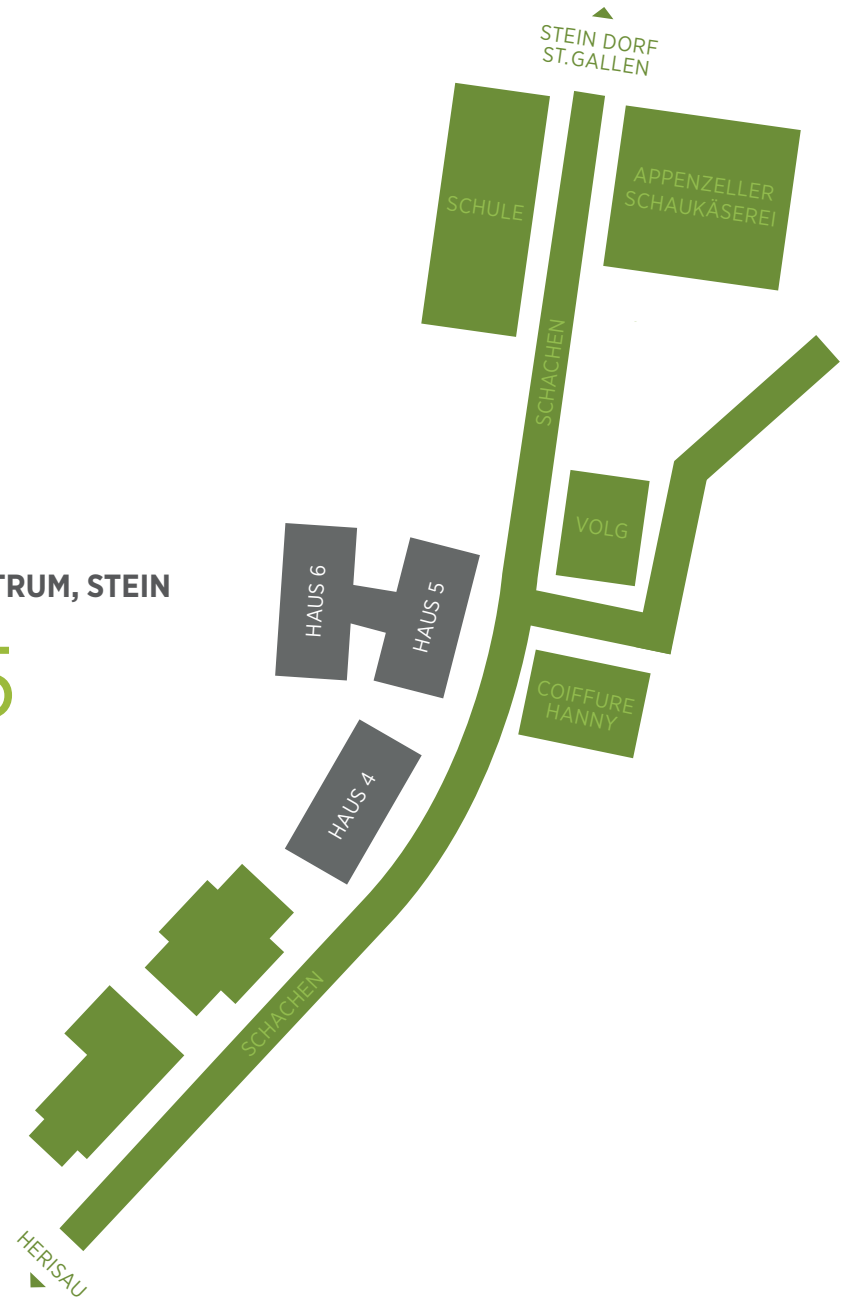 STEIN DORF
ST. GALLEN
SCHULE
APPENZELLER
SCHAUKÄSEREI
SCHACHEN
VOLG
TRUM, STEIN
5
HAUS 6
HAUS 5
COIFFURE
HANNY
HAUS 4
SCHACHEN
HERISAU